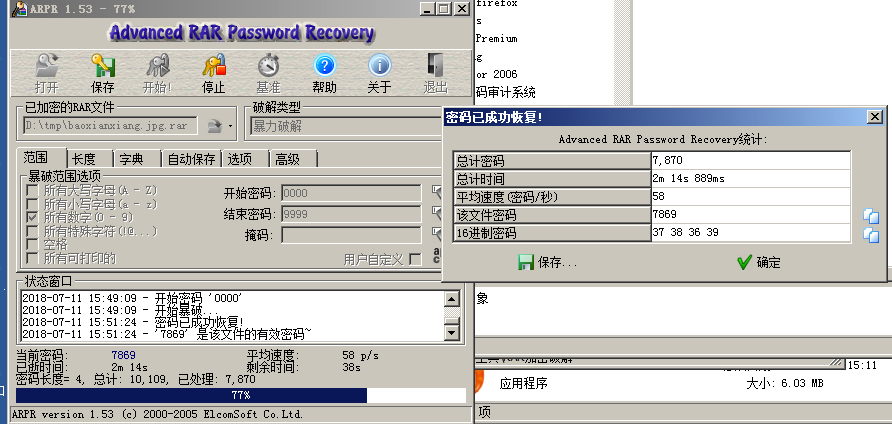 ARPR 1.53 - 77%
Advanced RAR Password Recovery
打开 保存 开始! 停止 基准 帮助 关于 退出
已加密的RAR文件
D:\tmp\baoxianxiang.jpg.rar
破解类型
暴力破解
范围 长度 字典 自动保存 选项 高级
暴破范围选项
所有大写字母(A - Z)
所有小写字母(a - z)
所有数字(0 - 9)
所有特殊字符(!@...)
空格
所有可打印的
开始密码: 0000
结束密码: 9999
掩码:
用户自定义
状态窗口
2018-07-11 15:49:09 - 开始密码 '0000'
2018-07-11 15:49:09 - 开始暴破...
2018-07-11 15:51:24 - 密码已成功恢复!
2018-07-11 15:51:24 - '7869' 是该文件的有效密码~
当前密码: 7869 平均速度: 58 p/s
已逝时间: 2m 14s 剩余时间: 38s
密码长度= 4, 总计: 10,109, 已处理: 7,870
77%
ARPR version 1.53 (c) 2000-2005 ElcomSoft Co.Ltd.
firefox
s
Premium
g
or 2006
码审计系统
密码已成功恢复!
Advanced RAR Password Recovery统计:
总计密码 7,870
总计时间 2m 14s 889ms
平均速度(密码/秒) 58
该文件密码 7869
16进制密码 37 38 36 39
保存... 确定
象
15:11
应用程序 大小: 6.03 MB
项